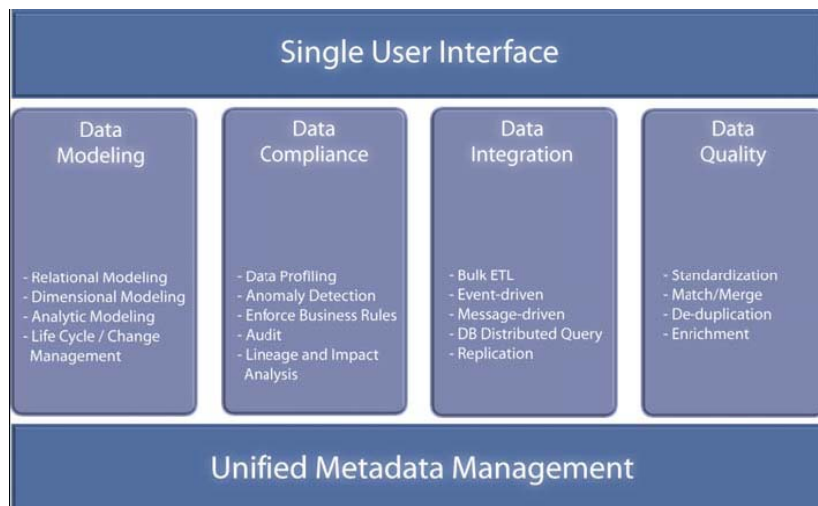 Single User Interface
Data
Modeling
- Relational Modeling
- Dimensional Modeling
- Analytic Modeling
- Life Cycle / Change
Management
Data
Compliance
- Data Profiling
- Anomaly Detection
- Enforce Business Rules
- Audit
- Lineage and Impact
Analysis
Data
Integration
- Bulk ETL
- Event-driven
- Message-driven
- DB Distributed Query
- Replication
Data
Quality
- Standardization
- Match/Merge
- De-duplication
- Enrichment
Unified Metadata Management